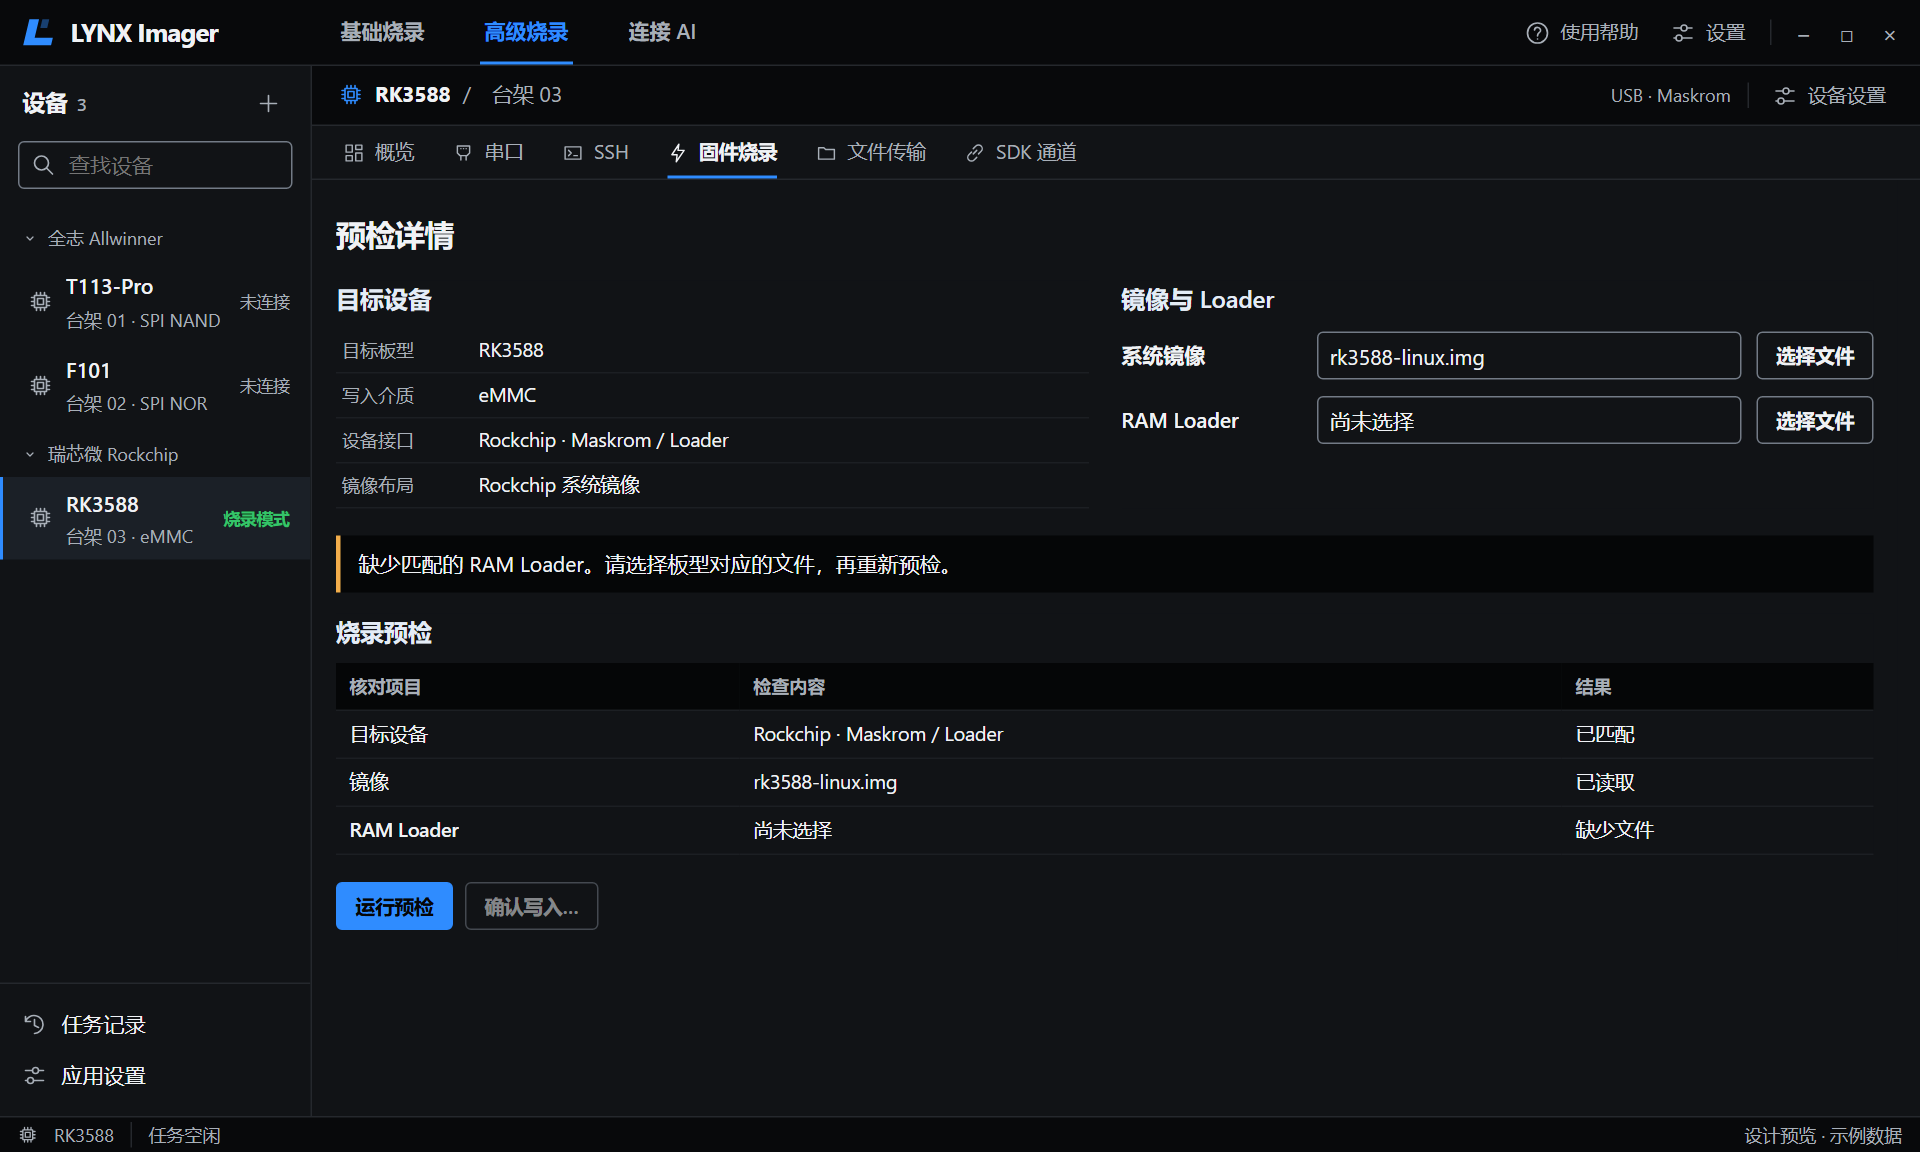 LYNX Imager
基础烧录
高级烧录
连接 AI
使用帮助
设置
设备 3
查找设备
全志 Allwinner
T113-Pro
台架 01 · SPI NAND
未连接
F101
台架 02 · SPI NOR
未连接
瑞芯微 Rockchip
RK3588
台架 03 · eMMC
烧录模式
任务记录
应用设置
RK3588 / 台架 03
USB · Maskrom
设备设置
概览
串口
SSH
固件烧录
文件传输
SDK 通道
预检详情
目标设备
目标板型 RK3588
写入介质 eMMC
设备接口 Rockchip · Maskrom / Loader
镜像布局 Rockchip 系统镜像
镜像与 Loader
系统镜像 rk3588-linux.img 选择文件
RAM Loader 尚未选择 选择文件
缺少匹配的 RAM Loader。请选择板型对应的文件，再重新预检。
烧录预检
核对项目 检查内容 结果
目标设备 Rockchip · Maskrom / Loader 已匹配
镜像 rk3588-linux.img 已读取
RAM Loader 尚未选择 缺少文件
运行预检
确认写入...
RK3588
任务空闲
设计预览 · 示例数据